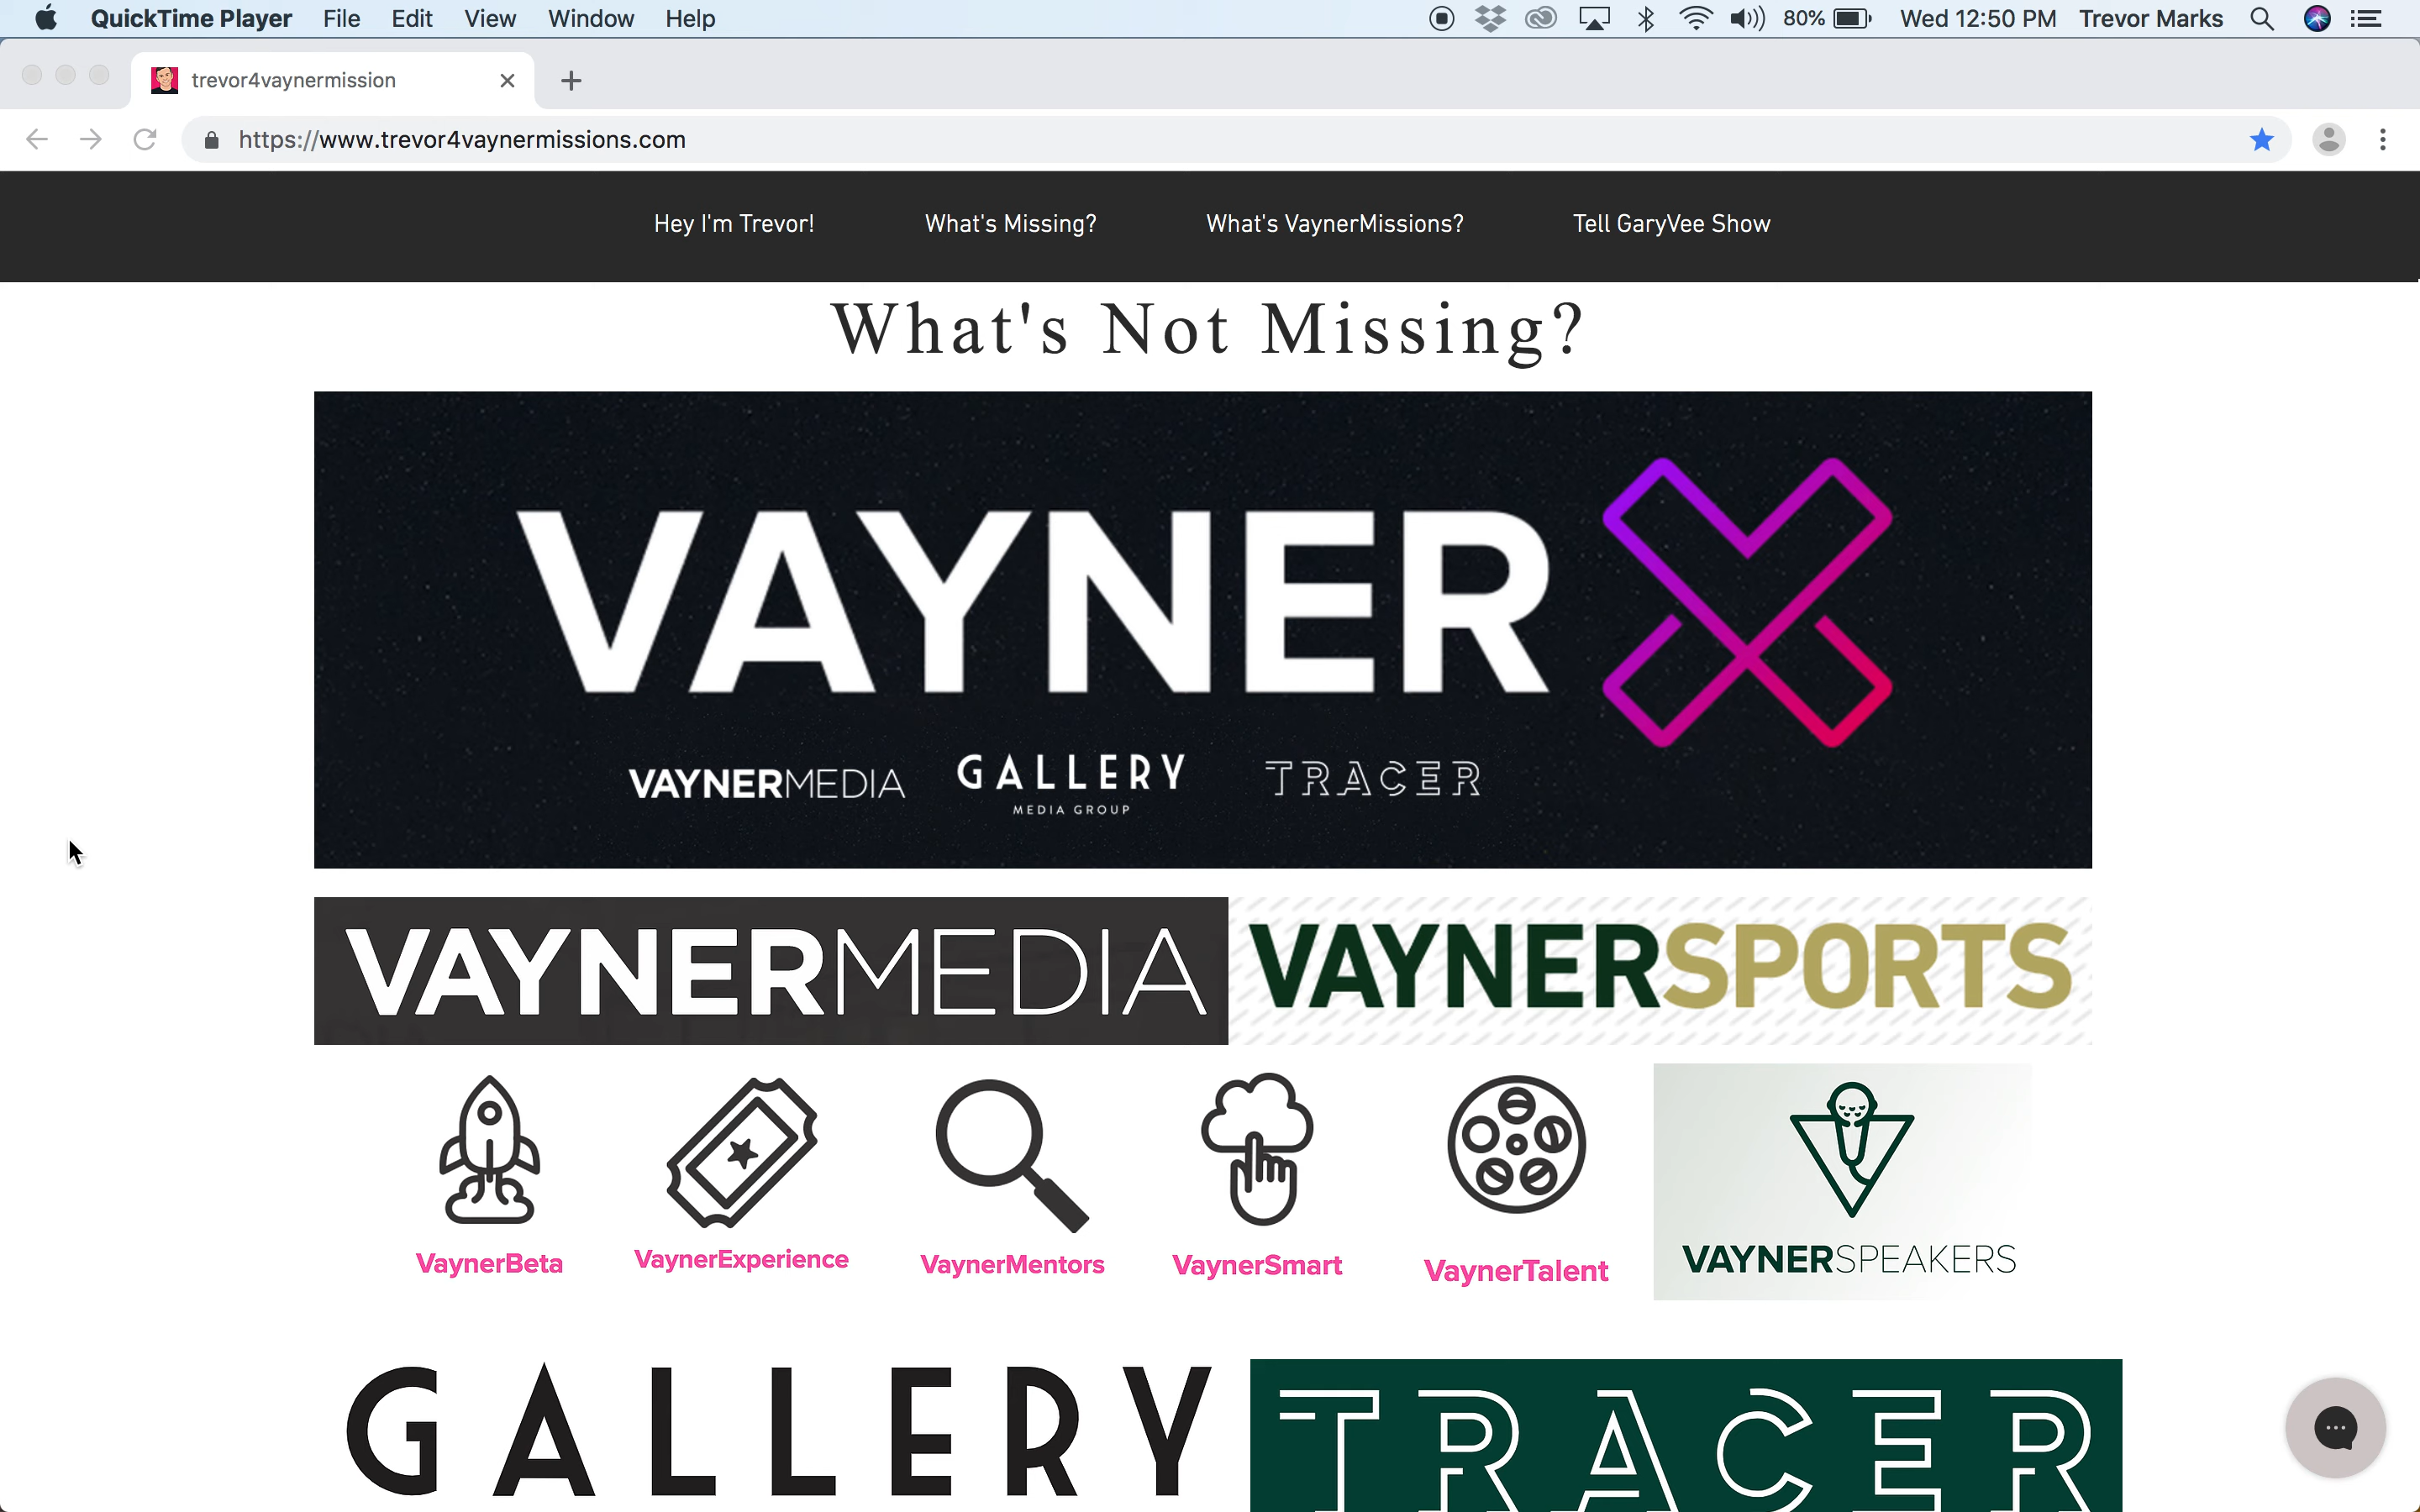 QuickTime Player File Edit View Window Help 80% Wed 12:50 PM Trevor Marks
trevor4vaynermission
https://www.trevor4vaynermissions.com
Hey I'm Trevor! What's Missing? What's VaynerMissions? Tell GaryVee Show
What's Not Missing?
VAYNER X
VAYNERMEDIA GALLERY TRACER
MEDIA GROUP
VAYNERMEDIA VAYNERSPORTS
VaynerBeta VaynerExperience VaynerMentors VaynerSmart VaynerTalent VAYNERSPEAKERS
GALLERY TRACER